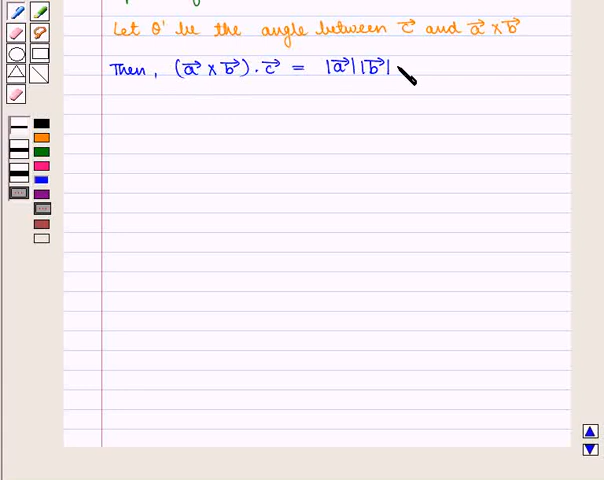 Let θ' be the angle between c⃗ and a⃗ × b⃗
Then, (a⃗ × b⃗) . c⃗ = |a⃗||b⃗|